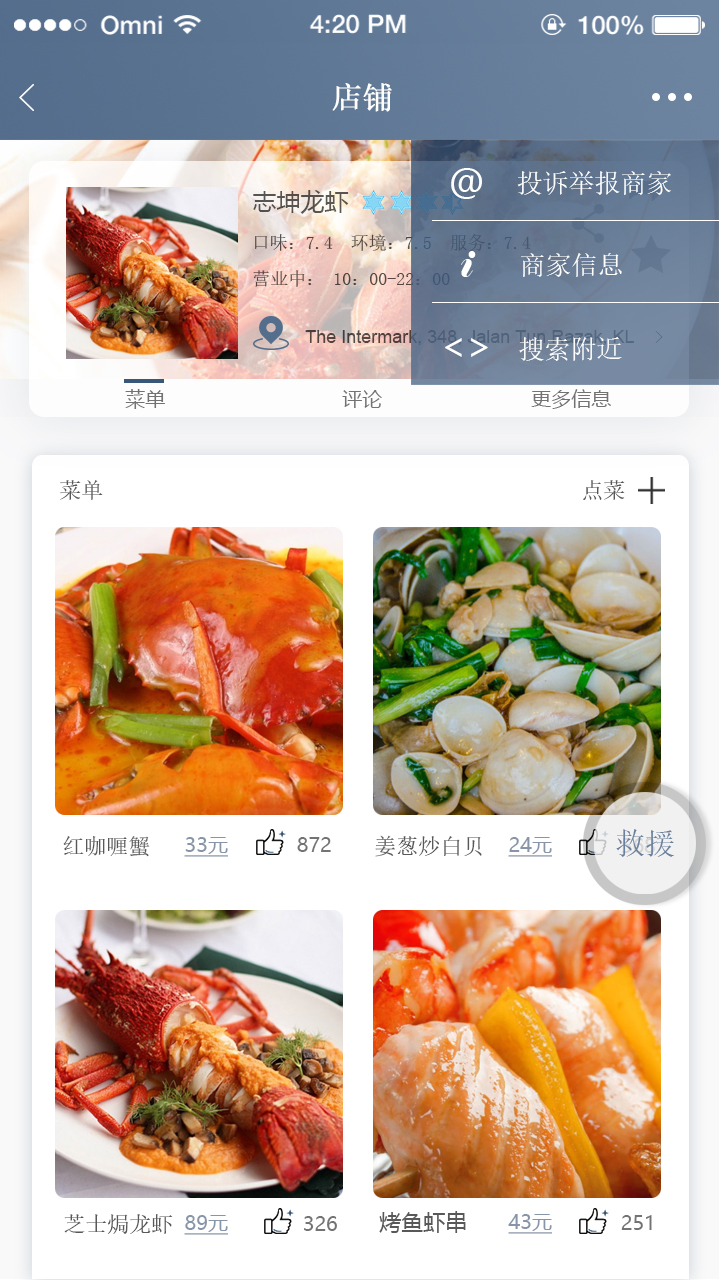 Omni 4:20 PM 100%
店铺
@ 投诉举报商家
志坤龙虾
口味：7.4 环境：7.5 服务：7.4
i 商家信息
营业中： 10：00-22：00
The Intermark, 348, Jalan Tun Razak, KL
<> 搜索附近
菜单 评论 更多信息
菜单 点菜
红咖喱蟹 33元 872
姜葱炒白贝 24元
救援
芝士焗龙虾 89元 326
烤鱼虾串 43元 251